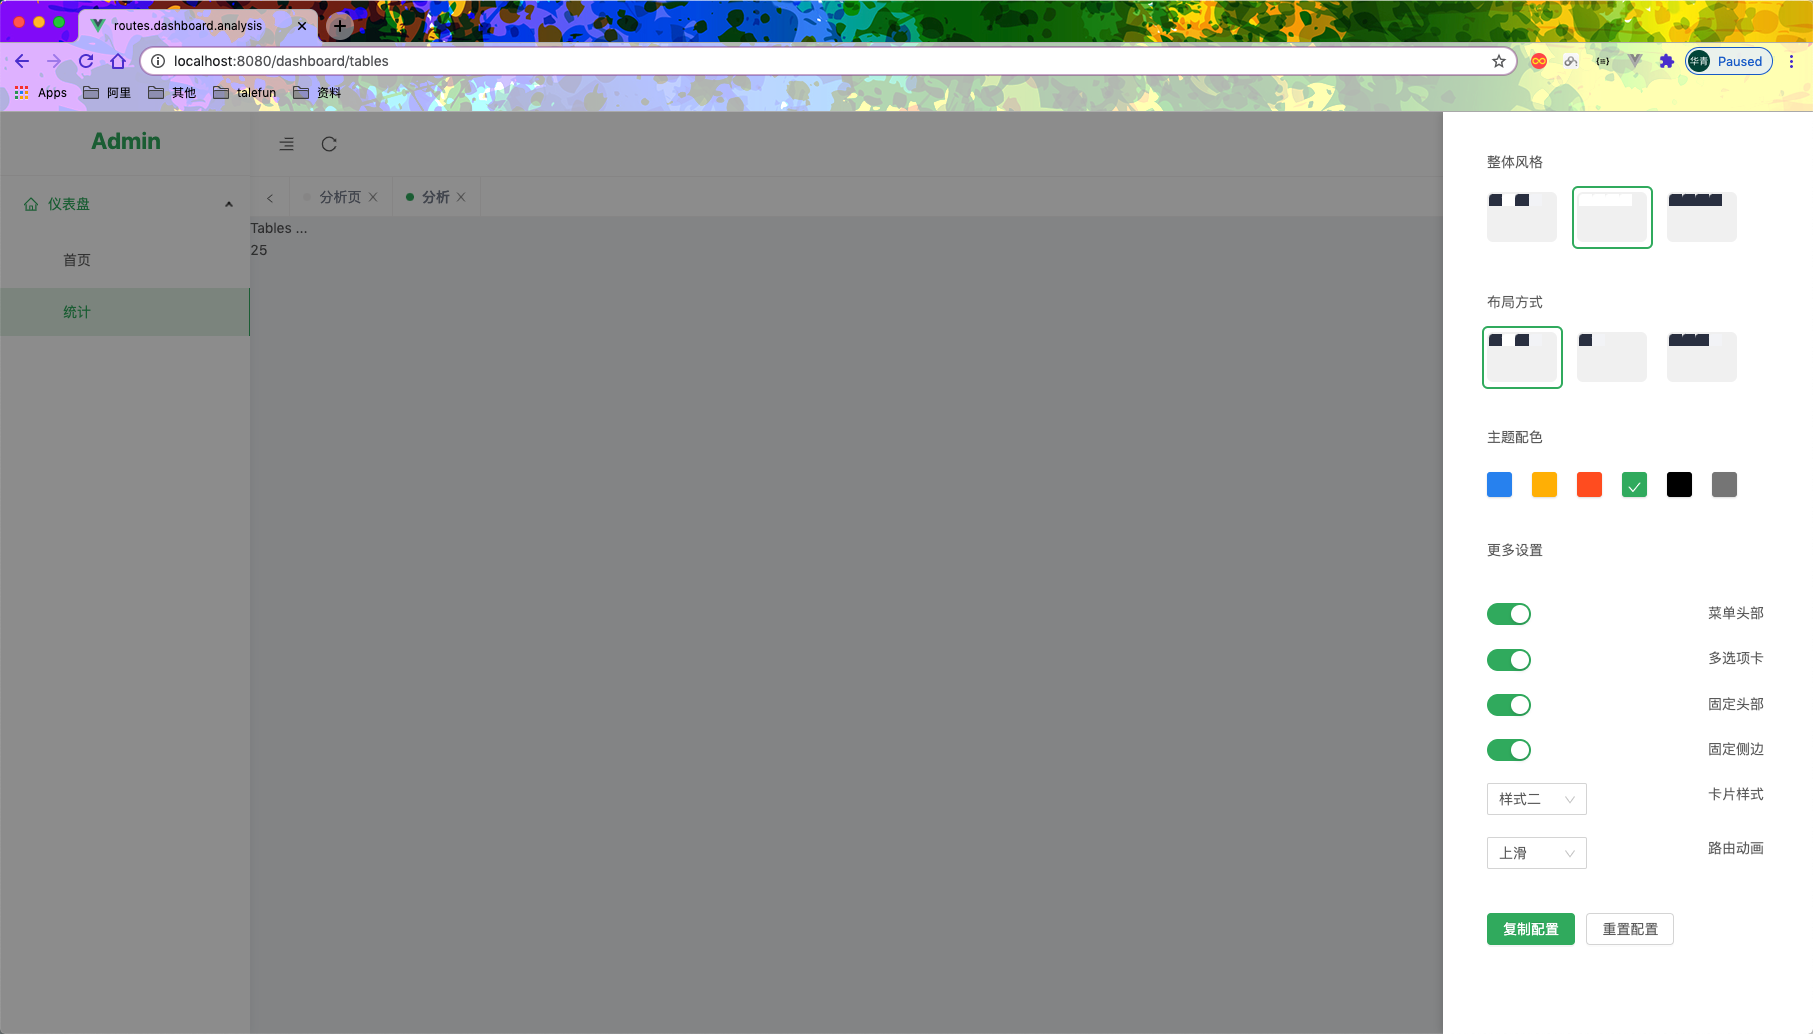 routes.dashboard.analysis
localhost:8080/dashboard/tables
华青 Paused
Apps 阿里 其他 talefun 资料
Admin
仪表盘
首页
统计
分析页 分析
Tables ...
25
整体风格
布局方式
主题配色
更多设置
菜单头部
多选项卡
固定头部
固定侧边
样式二 卡片样式
上滑 路由动画
复制配置 重置配置